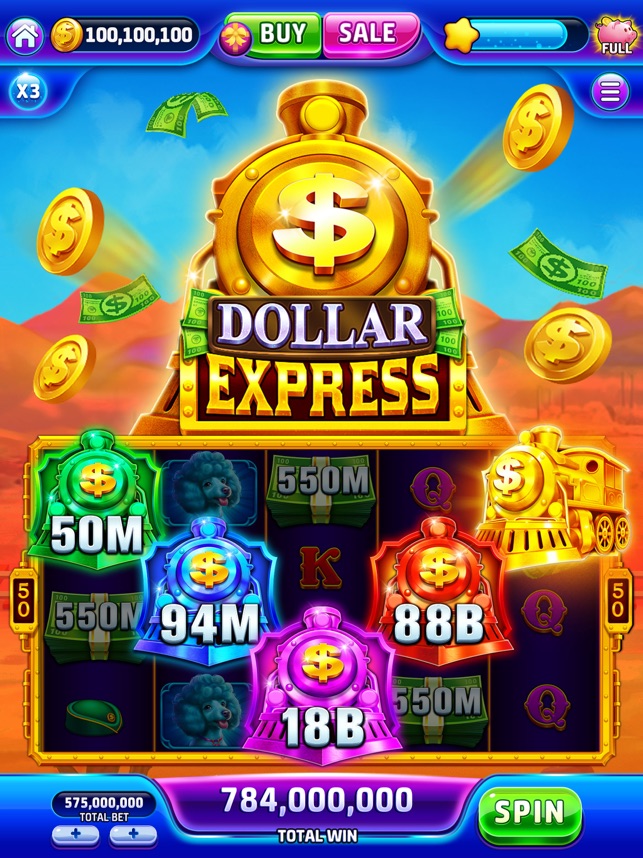 100,100,100
BUY
SALE
FULL
X3
$
DOLLAR
EXPRESS
$
50M
550M
Q
$
$
94M
K
$
88B
50
50
550M
Q
$
18B
550M
Q
575,000,000
TOTAL BET
784,000,000
TOTAL WIN
SPIN